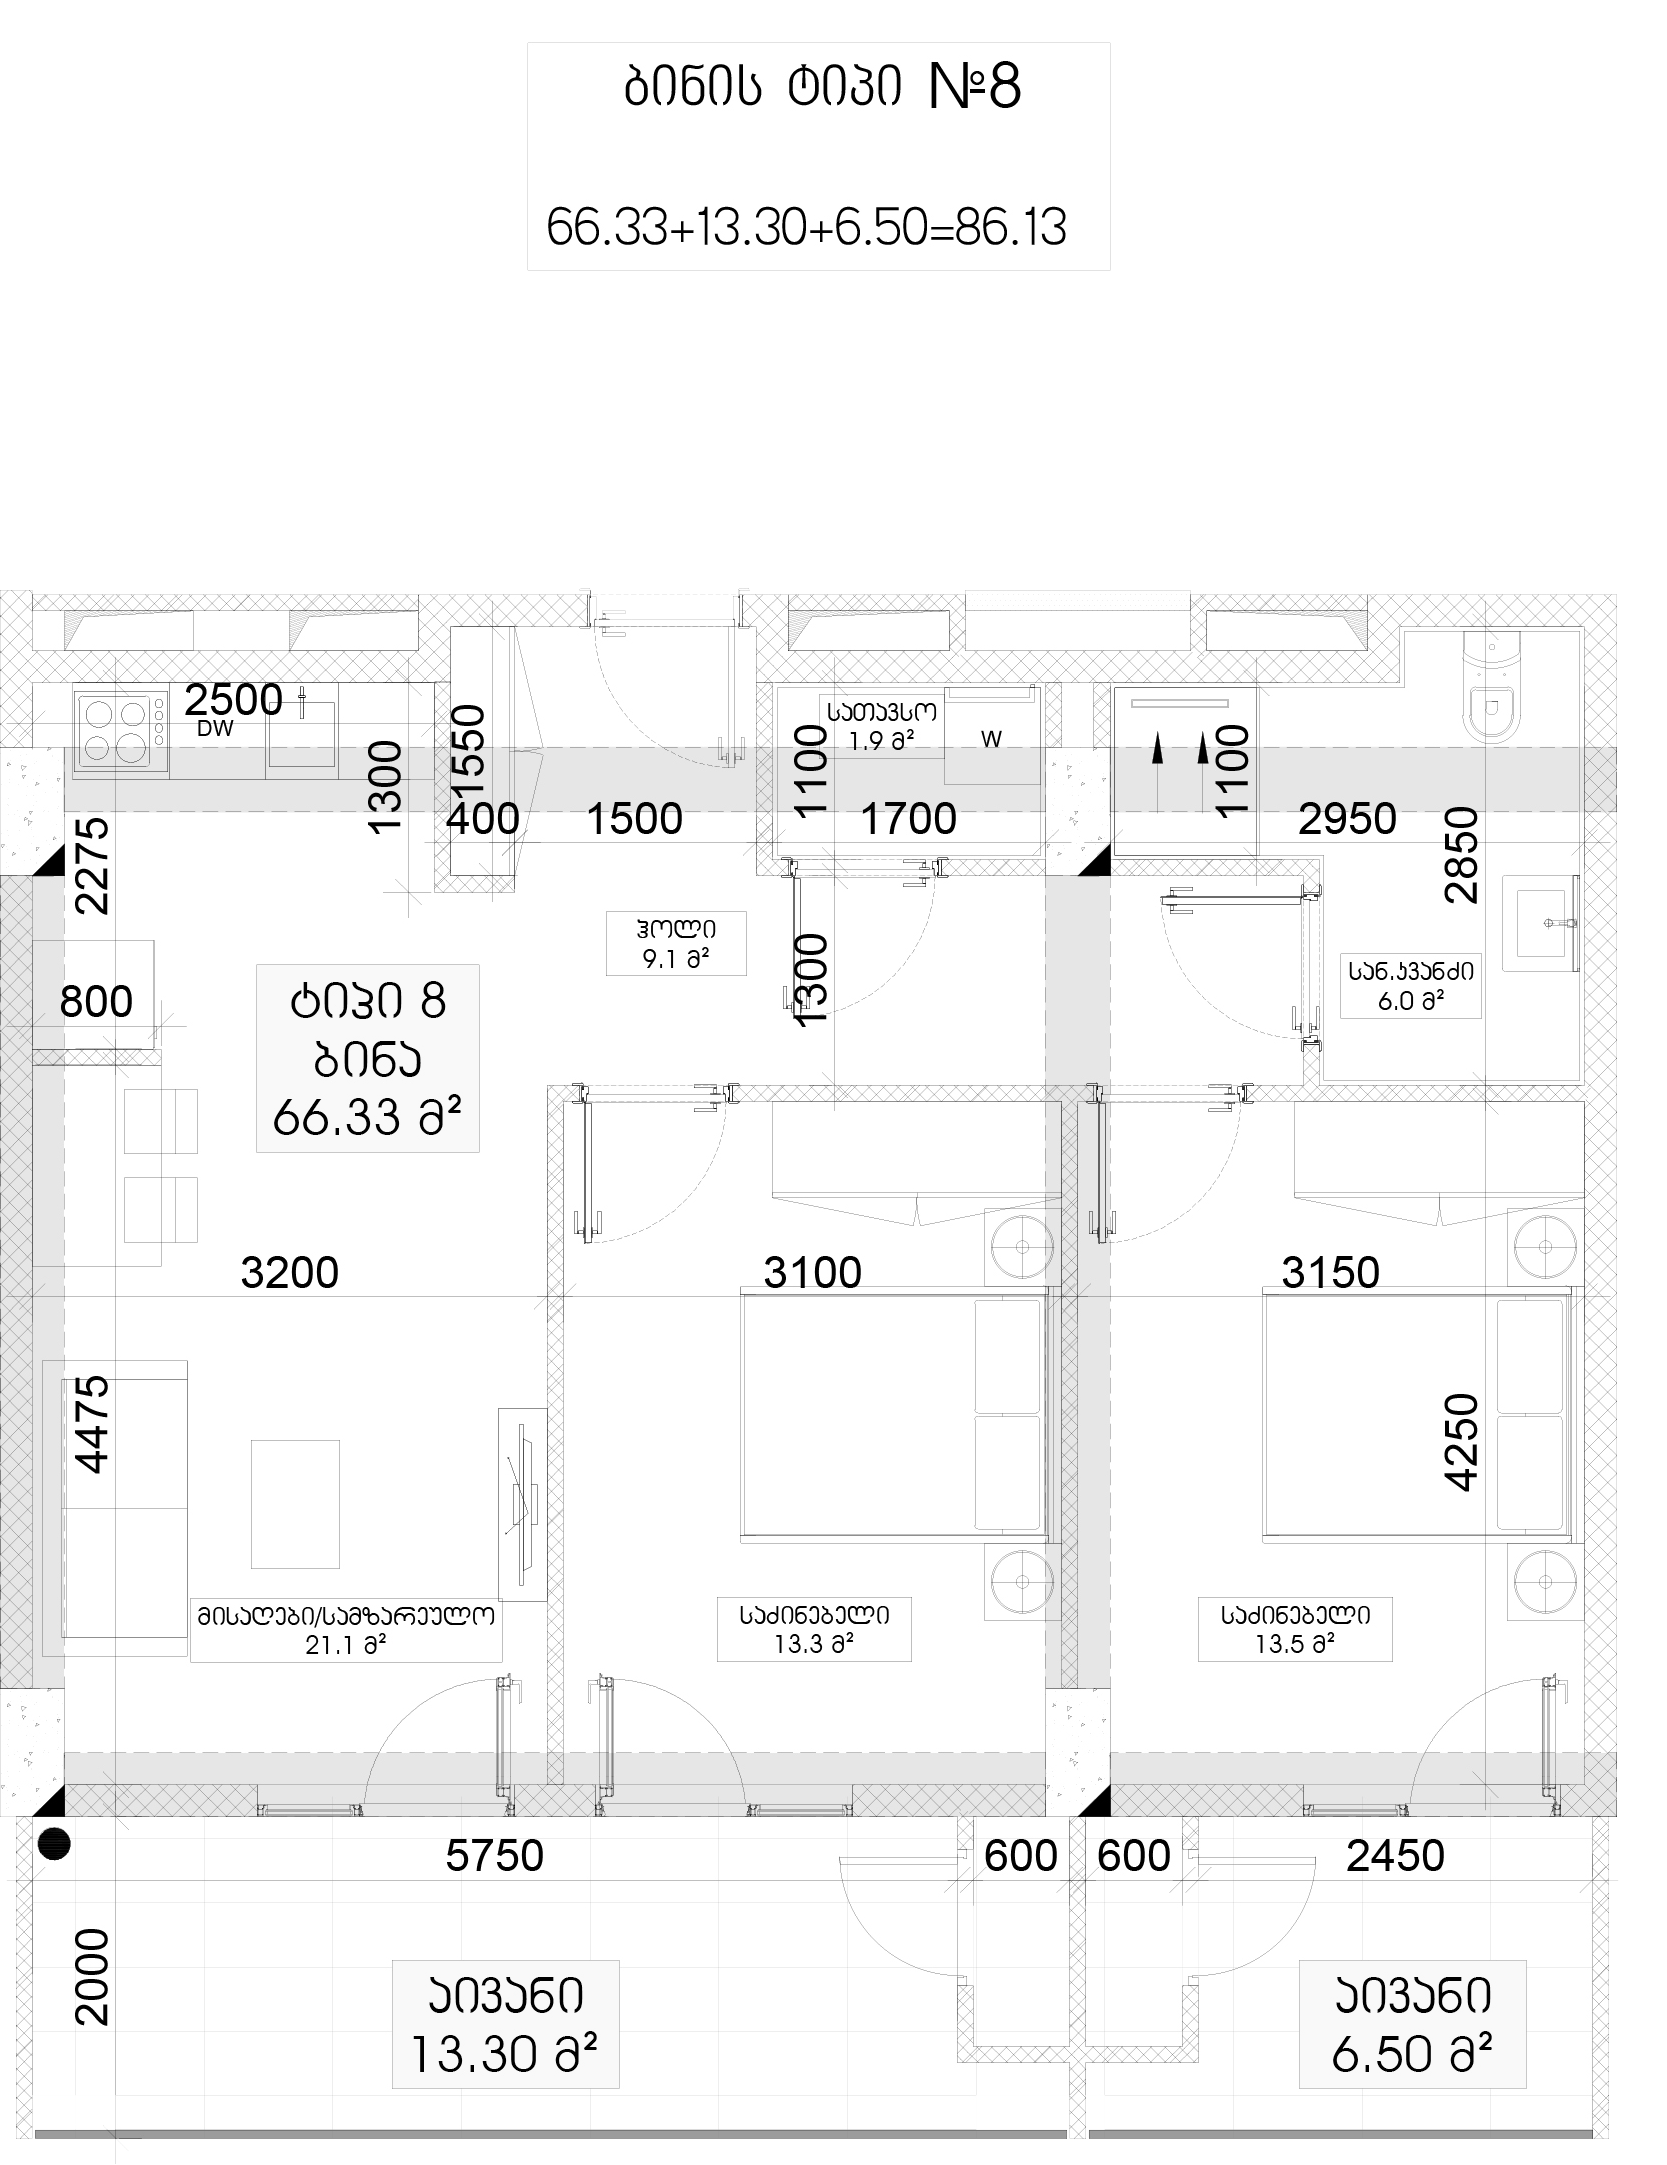 ბინის ტიპი №8
66.33+13.30+6.50=86.13
2500
DW
1300
1550
400
1500
სათავსო
1.9 მ²
W
1100
1700
1100
2950
2850
2275
800
ტიპი 8
ბინა
66.33 მ²
ჰოლი
9.1 მ²
1300
სან.კვანძი
6.0 მ²
3200
3100
3150
4475
4250
მისაღები/სამზარეულო
21.1 მ²
საძინებელი
13.3 მ²
საძინებელი
13.5 მ²
5750
600
600
2450
2000
აივანი
13.30 მ²
აივანი
6.50 მ²